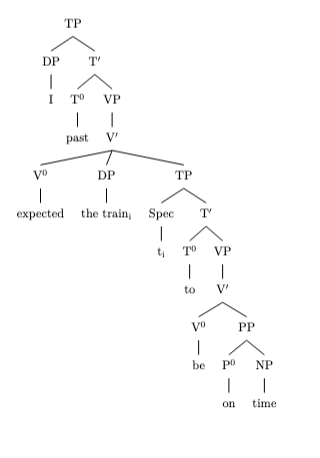 TP
DP T′
I T⁰ VP
past V′
V⁰ DP TP
expected the trainᵢ Spec T′
tᵢ T⁰ VP
to V′
V⁰ PP
be P⁰ NP
on time